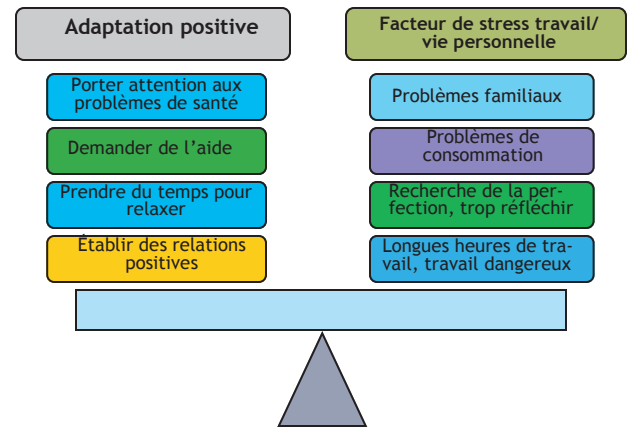 Adaptation positive
Porter attention aux
problèmes de santé
Demander de l'aide
Prendre du temps pour
relaxer
Établir des relations
positives
Facteur de stress travail/
vie personnelle
Problèmes familiaux
Problèmes de
consommation
Recherche de la per-
fection, trop réfléchir
Longues heures de tra-
vail, travail dangereux